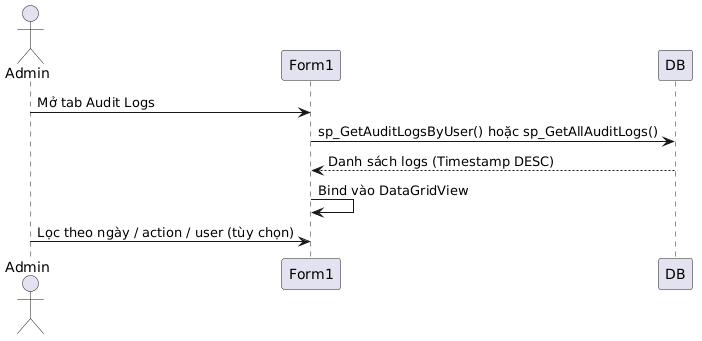 Admin
Form1
DB
Mở tab Audit Logs
sp_GetAuditLogsByUser() hoặc sp_GetAllAuditLogs()
Danh sách logs (Timestamp DESC)
Bind vào DataGridView
Lọc theo ngày / action / user (tùy chọn)
Admin
Form1
DB